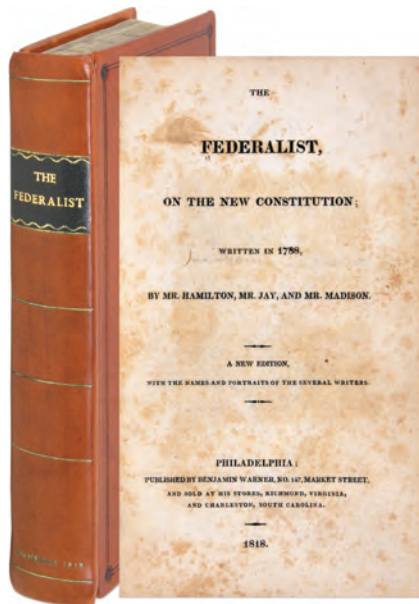 THE
FEDERALIST
THE
FEDERALIST,
ON THE NEW CONSTITUTION;
WRITTEN IN 1788,
BY MR. HAMILTON, MR. JAY, AND MR. MADISON.
A NEW EDITION,
WITH THE NAMES AND PORTRAITS OF THE SEVERAL WRITERS.
PHILADELPHIA:
PUBLISHED BY BENJAMIN WARNER, NO. 147, MARKET STREET,
AND SOLD AT HIS STORES, RICHMOND, VIRGINIA,
AND CHARLESTON, SOUTH CAROLINA.
1818.